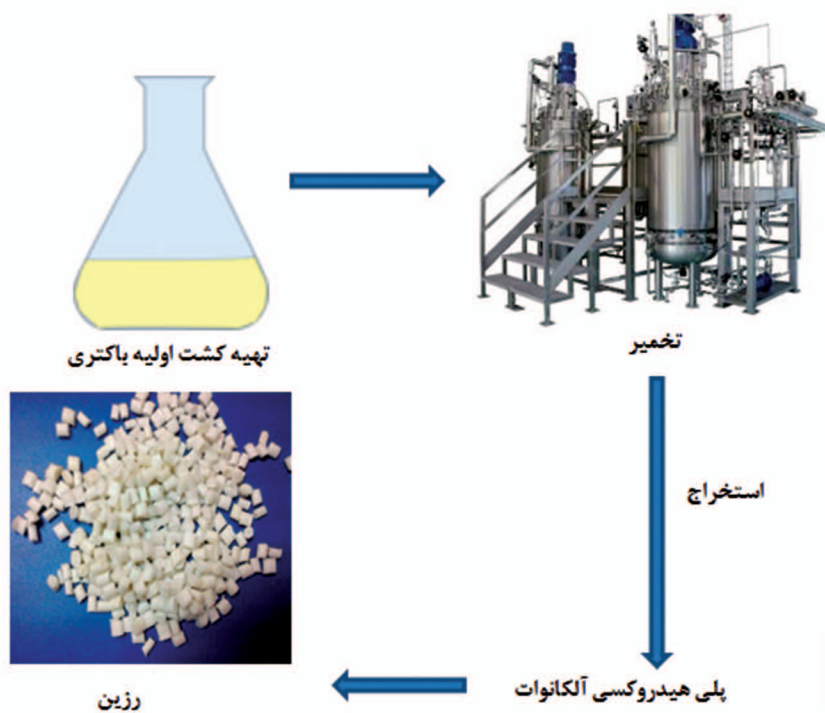 تهیه کشت اولیه باکتری
تخمیر
استخراج
پلی هیدروکسی آلکانوات
رزین